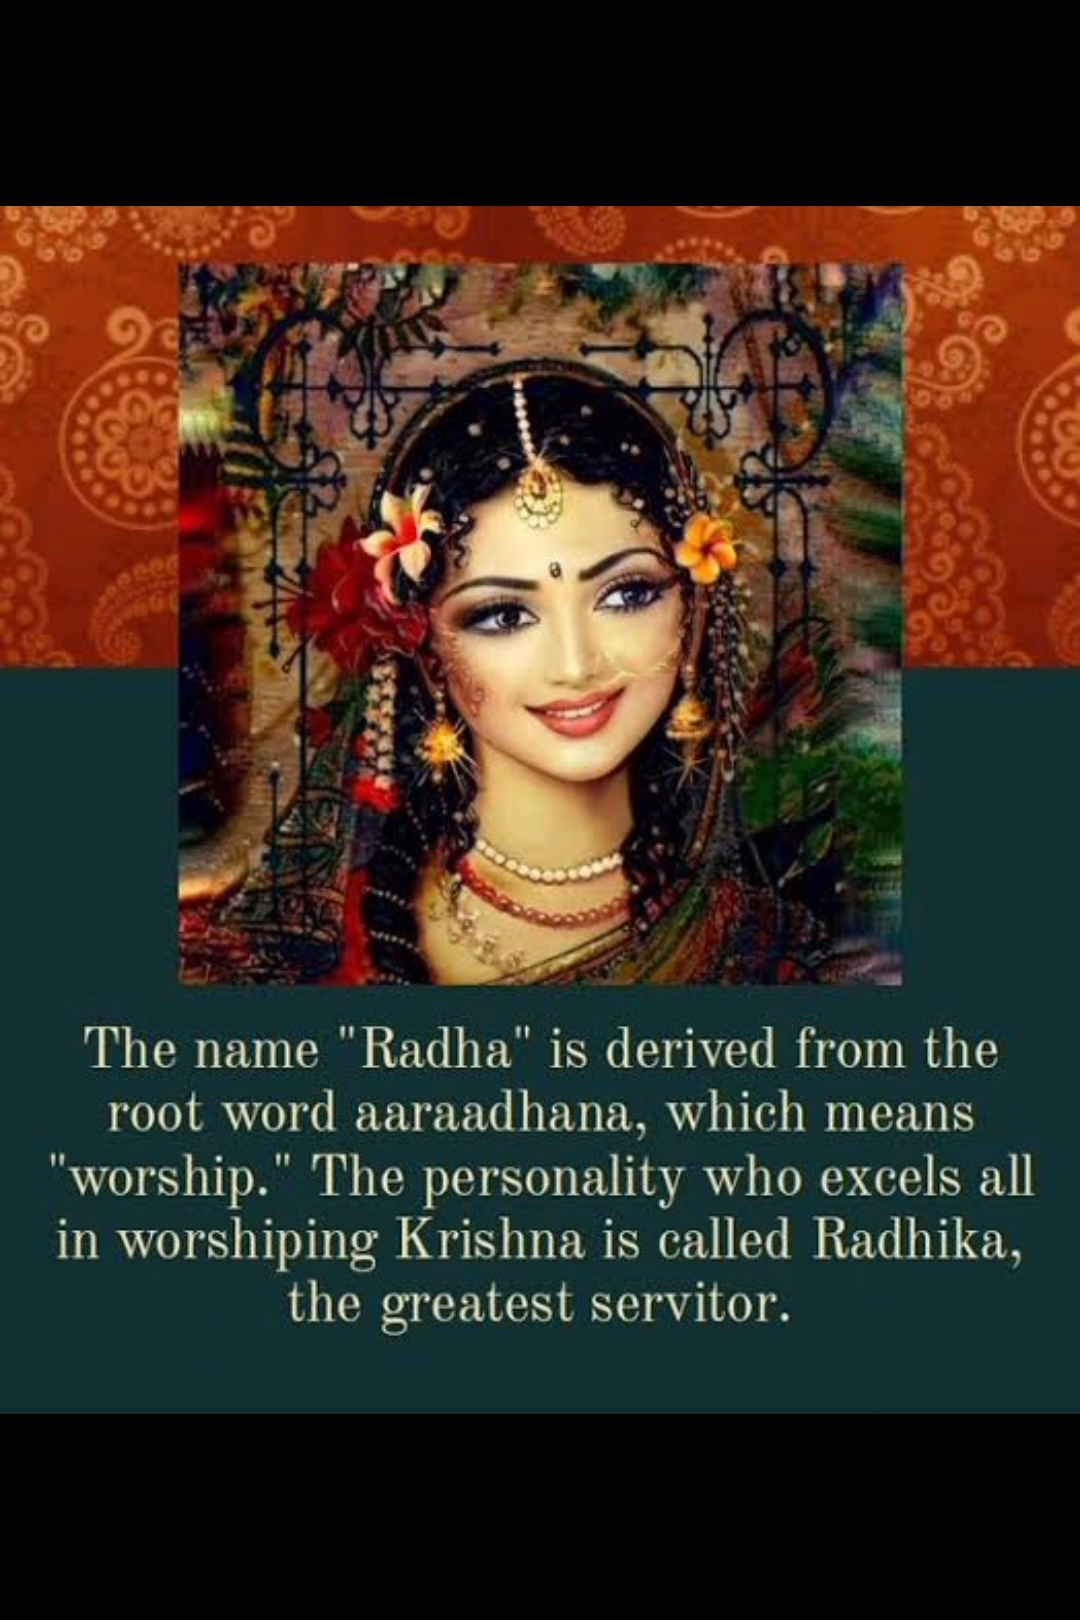 The name "Radha" is derived from the
root word aaraadhana, which means
"worship." The personality who excels all
in worshiping Krishna is called Radhika,
the greatest servitor.